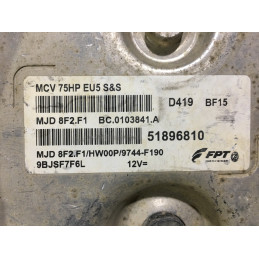 MCV 75HP EU5 S&S
D419 BF15
MJD 8F2.F1 BC.0103841.A
51896810
MJD 8F2.F1/HW00P/9744-F190
9BJSF7F6L 12V=
FPT